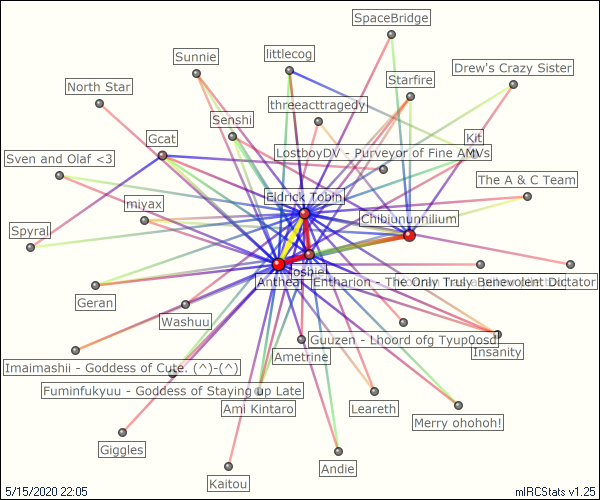 SpaceBridge
Sunnie
littlecog
Drew's Crazy Sister
Starfire
North Star
threeacttragedy
Senshi
Gcat
Kit
LostboyDV - Purveyor of Fine AMVs
Sven and Olaf <3
The A & C Team
Eldrick Tobin
miyax
Chibiununnilium
Spyral
Joshiel
Anthea
Entharion - The Only Truly Benevolent Dictator
Geran
Washuu
Guuzen - Lhoord ofg Tyup0osd
Insanity
Ametrine
Imaimashii - Goddess of Cute. (^)-(^)
Fuminfukyuu - Goddess of Staying up Late
Ami Kintaro
Leareth
Merry ohohoh!
Giggles
Andie
Kaitou
5/15/2020 22:05
mIRCStats v1.25